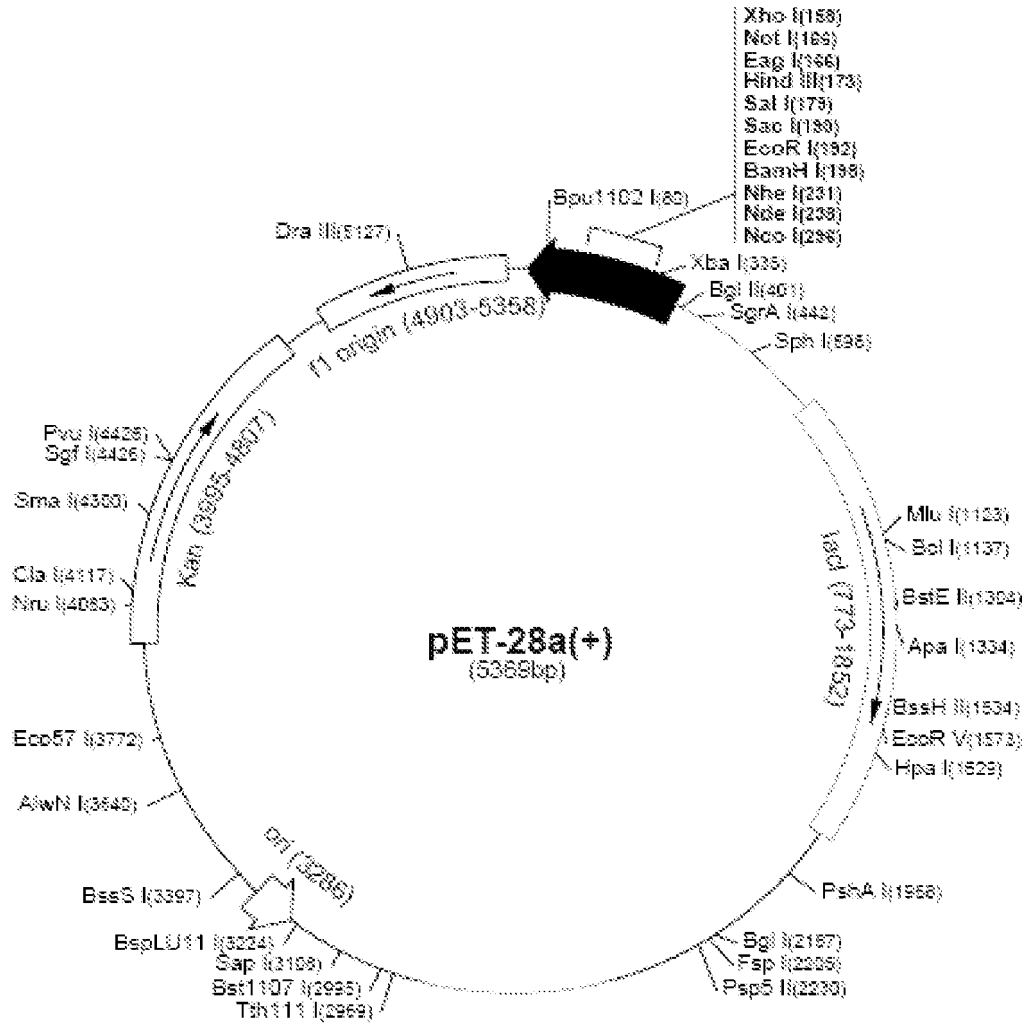 Xho I(158)
Not I(166)
Eag I(166)
Hind III(173)
Sal I(179)
Sac I(190)
EcoR I(192)
BamH I(198)
Nhe I(231)
Nde I(238)
Nco I(296)
Bpu1102 I(80)
Dra III(5127)
Xba I(335)
Bgl II(401)
SgrA I(442)
Sph I(598)
f1 origin (4903-5358)
Pvu I(4426)
Sgf I(4426)
Sma I(4300)
Kan (3995-4807)
Cla I(4117)
Nru I(4083)
Mlu I(1123)
Bcl I(1137)
lacI (773-1852)
BstE II(1304)
Apa I(1334)
pET-28a(+)
(5369bp)
BssH II(1534)
EcoR V(1573)
Hpa I(1629)
Eco57 I(3772)
AlwN I(3640)
ori (3286)
BssS I(3397)
PshA I(1968)
BspLU11 I(3224)
Sap I(3108)
Bst1107 I(2995)
Tth111 I(2969)
Bgl I(2187)
Fsp I(2205)
Psp5 II(2230)